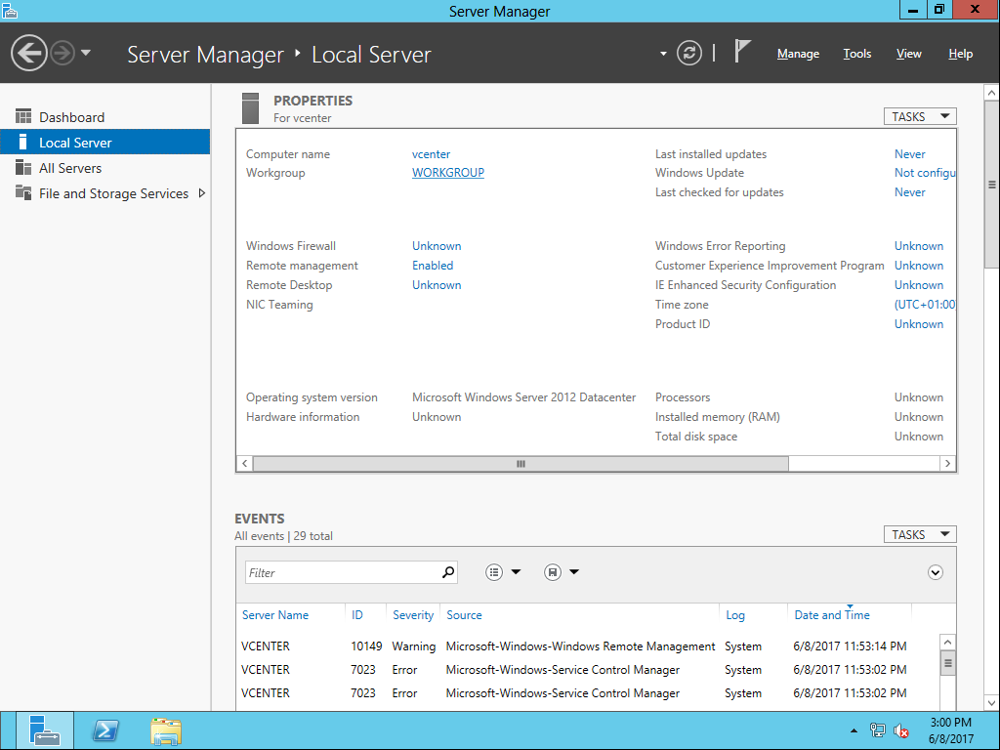 Server Manager
Server Manager ‣ Local Server
Manage Tools View Help
Dashboard
Local Server
All Servers
File and Storage Services
PROPERTIES
For vcenter
TASKS
Computer name vcenter Last installed updates Never
Workgroup WORKGROUP Windows Update Not configu
Last checked for updates Never
Windows Firewall Unknown Windows Error Reporting Unknown
Remote management Enabled Customer Experience Improvement Program Unknown
Remote Desktop Unknown IE Enhanced Security Configuration Unknown
NIC Teaming Time zone (UTC+01:00
Product ID Unknown
Operating system version Microsoft Windows Server 2012 Datacenter Processors Unknown
Hardware information Unknown Installed memory (RAM) Unknown
Total disk space Unknown
EVENTS
All events | 29 total
TASKS
Filter
Server Name ID Severity Source Log Date and Time
VCENTER 10149 Warning Microsoft-Windows-Windows Remote Management System 6/8/2017 11:53:14 PM
VCENTER 7023 Error Microsoft-Windows-Service Control Manager System 6/8/2017 11:53:02 PM
VCENTER 7023 Error Microsoft-Windows-Service Control Manager System 6/8/2017 11:53:02 PM
3:00 PM
6/8/2017